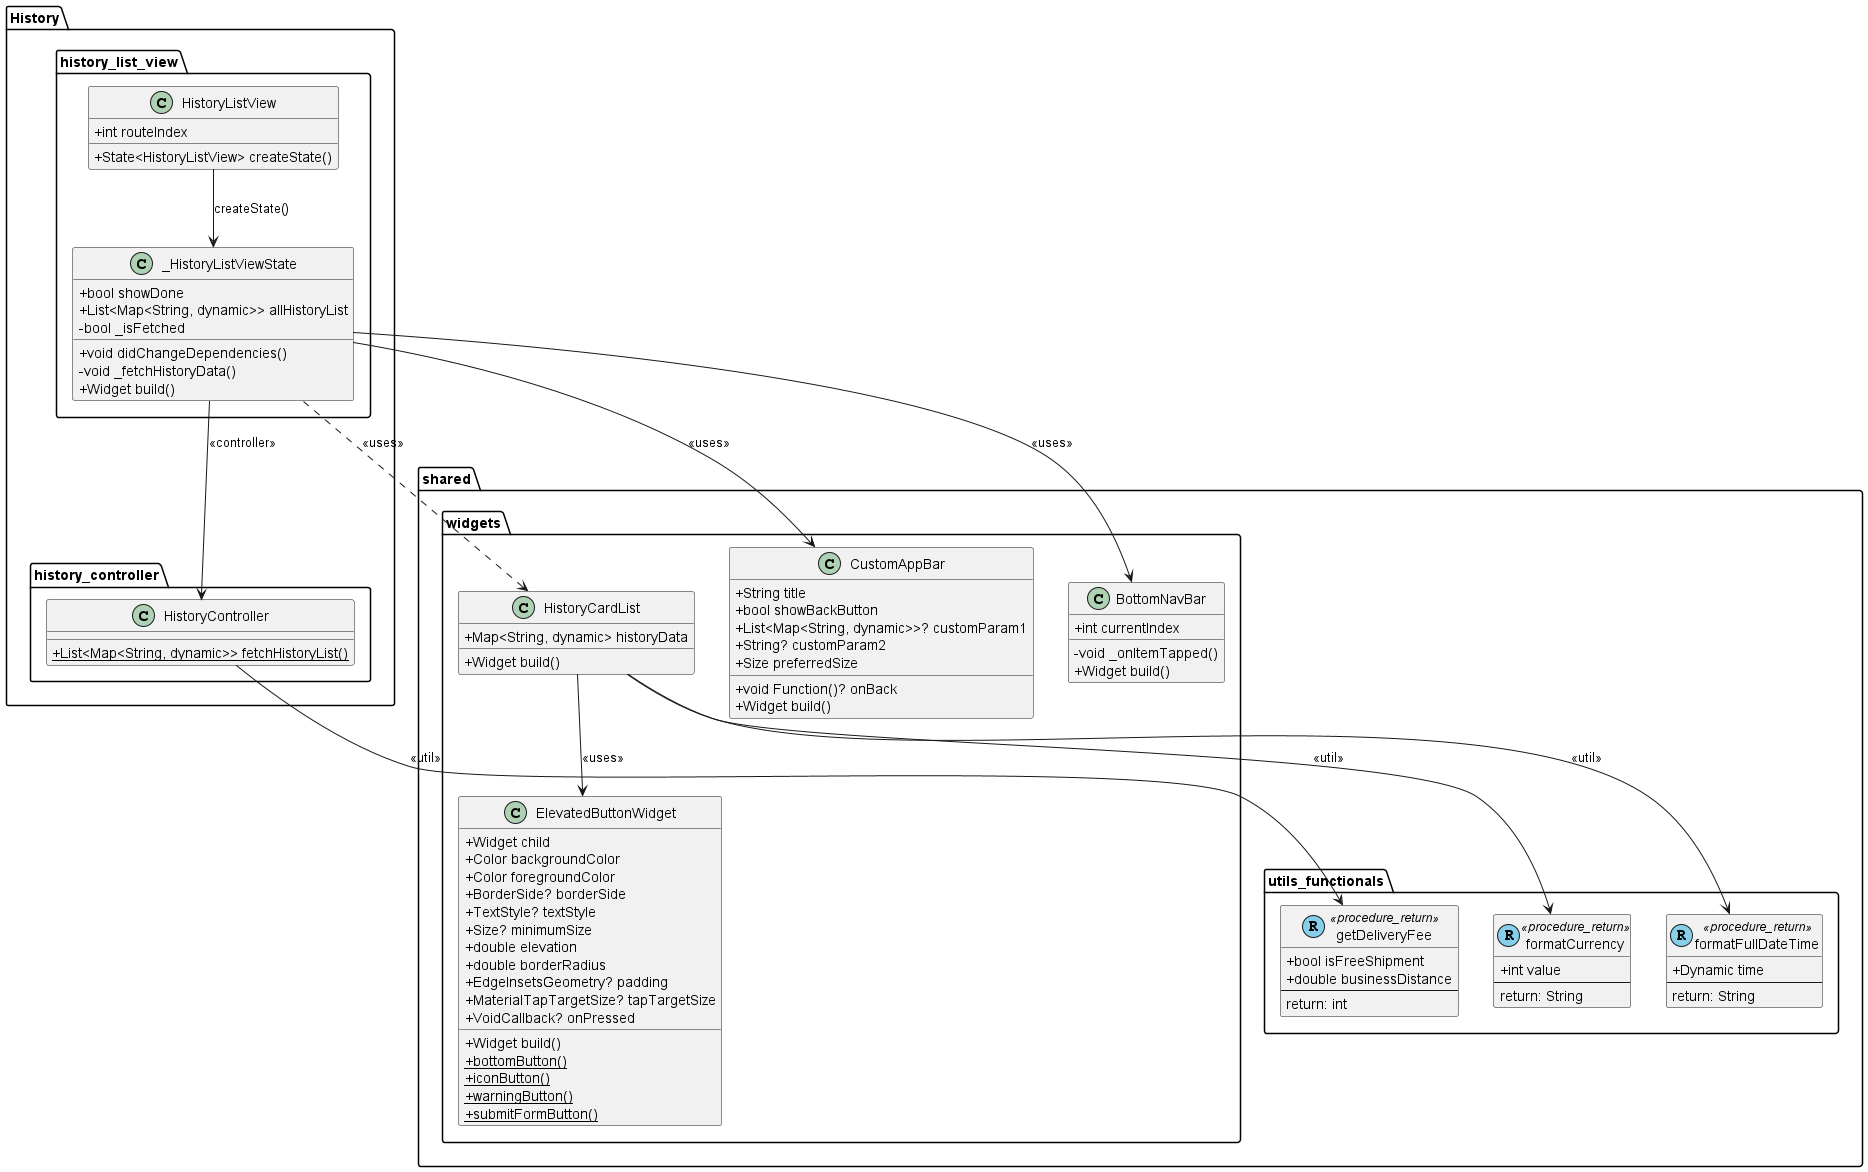 History
history_list_view
C HistoryListView
+int routeIndex
+State<HistoryListView> createState()
createState()
C _HistoryListViewState
+bool showDone
+List<Map<String, dynamic>> allHistoryList
-bool _isFetched
+void didChangeDependencies()
-void _fetchHistoryData()
+Widget build()
«controller»
«uses»
«uses»
«uses»
history_controller
C HistoryController
+List<Map<String, dynamic>> fetchHistoryList()
shared
widgets
C HistoryCardList
+Map<String, dynamic> historyData
+Widget build()
C CustomAppBar
+String title
+bool showBackButton
+List<Map<String, dynamic>>? customParam1
+String? customParam2
+Size preferredSize
+void Function()? onBack
+Widget build()
C BottomNavBar
+int currentIndex
-void _onItemTapped()
+Widget build()
«util»
«uses»
«util»
«util»
C ElevatedButtonWidget
+Widget child
+Color backgroundColor
+Color foregroundColor
+BorderSide? borderSide
+TextStyle? textStyle
+Size? minimumSize
+double elevation
+double borderRadius
+EdgeInsetsGeometry? padding
+MaterialTapTargetSize? tapTargetSize
+VoidCallback? onPressed
+Widget build()
+bottomButton()
+iconButton()
+warningButton()
+submitFormButton()
utils_functionals
R «procedure_return»
getDeliveryFee
+bool isFreeShipment
+double businessDistance
return: int
R «procedure_return»
formatCurrency
+int value
return: String
R «procedure_return»
formatFullDateTime
+Dynamic time
return: String